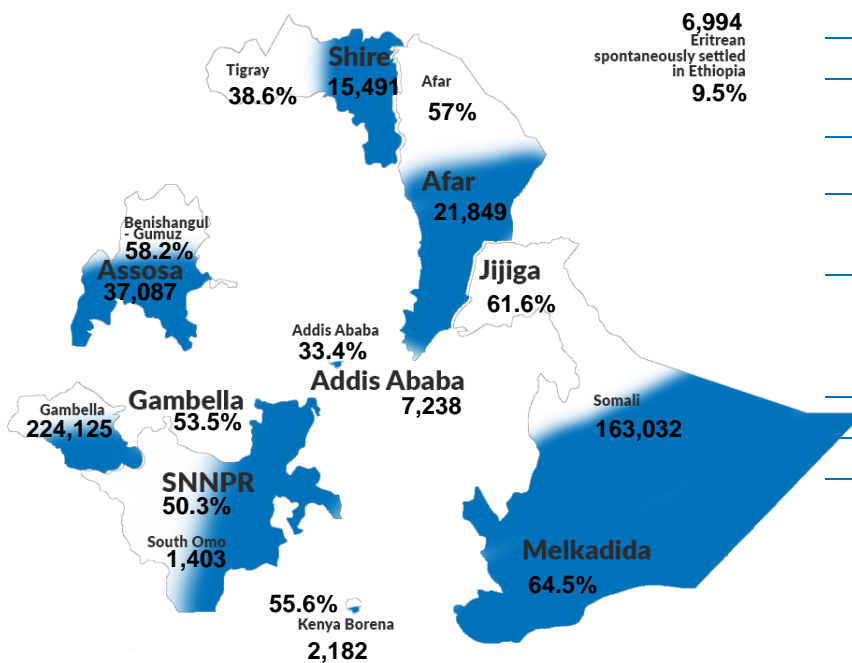 6,994
Eritrean
spontaneously settled
in Ethiopia
9.5%
Tigray
38.6%
Shire
15,491
Afar
57%
Afar
21,849
Benishangul
- Gumuz
58.2%
Assosa
37,087
Jijiga
61.6%
Addis Ababa
33.4%
Addis Ababa
7,238
Gambella
224,125
Gambella
53.5%
Somali
163,032
SNNPR
50.3%
South Omo
1,403
Melkadida
64.5%
55.6%
Kenya Borena
2,182